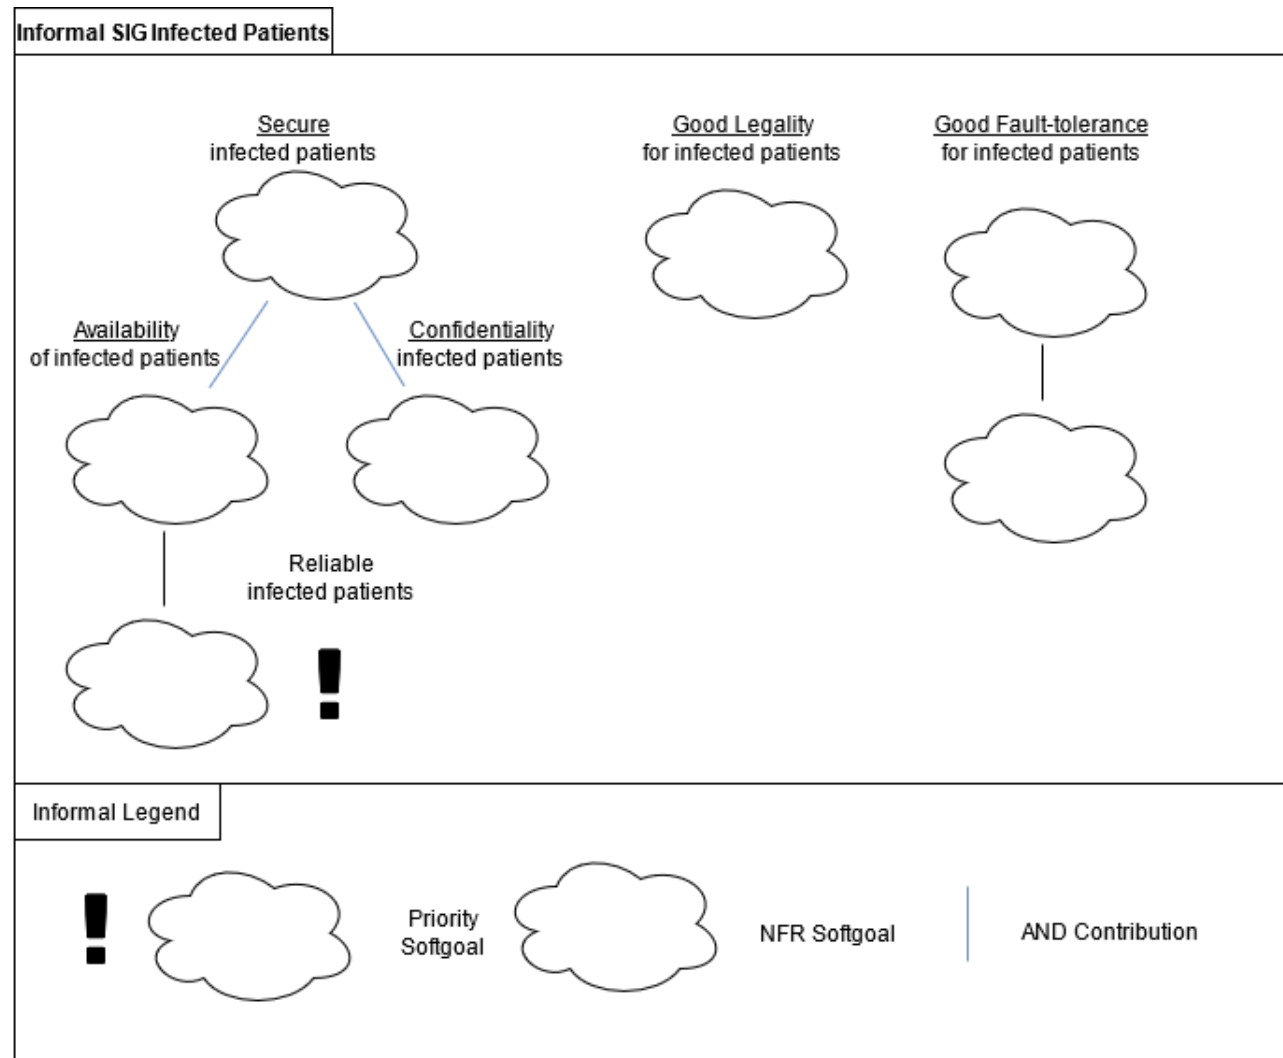 Informal SIG Infected Patients
Secure
infected patients
Good Legality
for infected patients
Good Fault-tolerance
for infected patients
Availability
of infected patients
Confidentiality
infected patients
Reliable
infected patients
!
Informal Legend
!
Priority
Softgoal
NFR Softgoal
AND Contribution